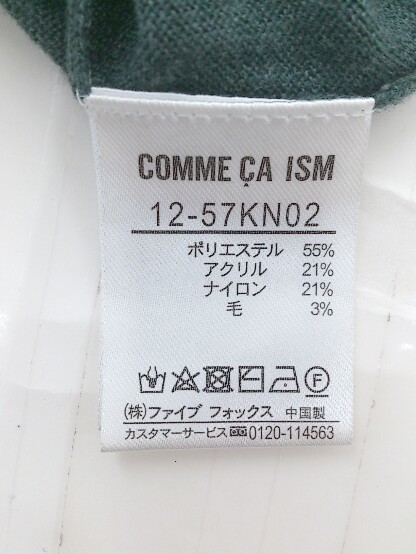 COMME ÇA ISM
12-57KN02
ポリエステル 55%
アクリル 21%
ナイロン 21%
毛 3%
F
(株)ファイブ フォックス 中国製
カスタマーサービス 0120-114563